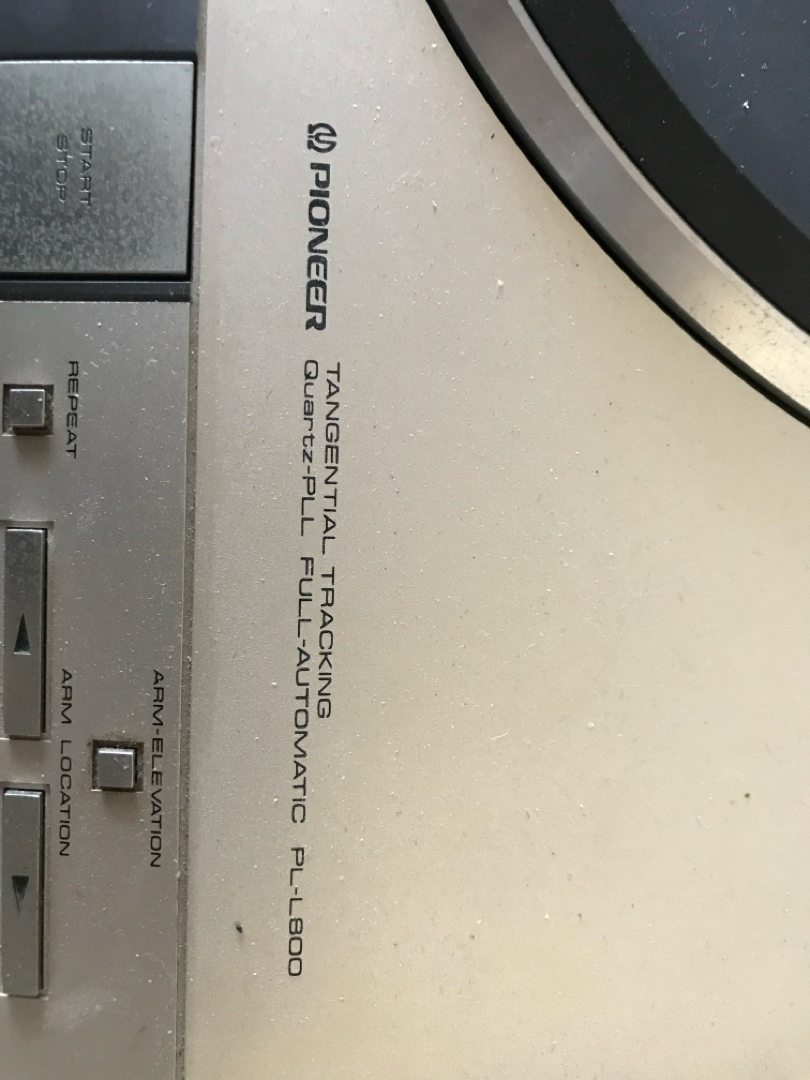 PIONEER
TANGENTIAL TRACKING
Quartz-PLL FULL-AUTOMATIC PL-L800
START
STOP
REPEAT
ARM-ELEVATION
ARM LOCATION